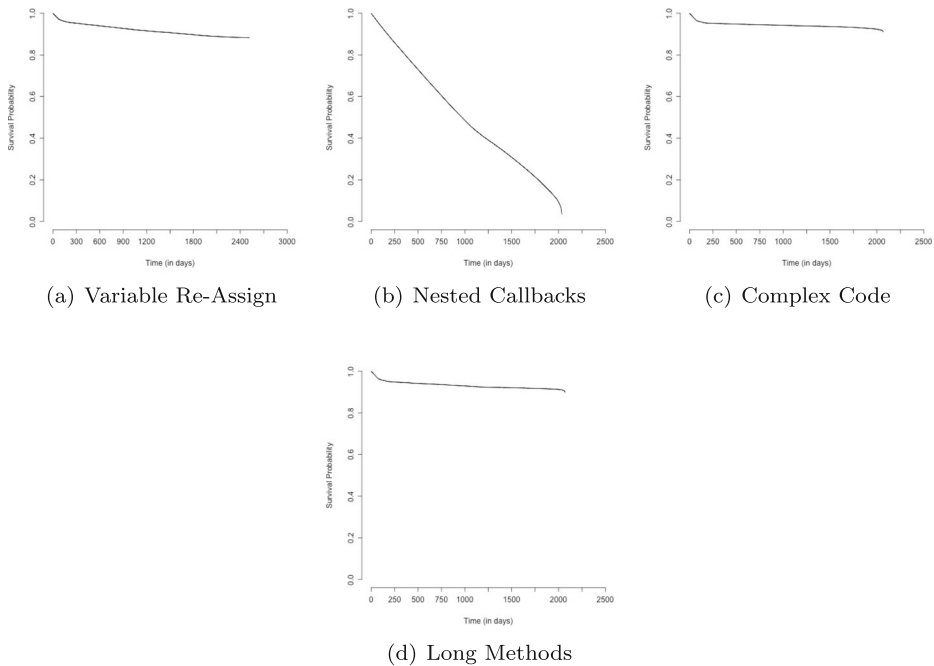 Survival Probability
1.0
0.8
0.6
0.4
0.2
0.0
0 300 600 900 1200 1800 2400 3000
Time (in days)
(a) Variable Re-Assign
Survival Probability
1.0
0.8
0.6
0.4
0.2
0.0
0 250 500 750 1000 1500 2000 2500
Time (in days)
(b) Nested Callbacks
Survival Probability
1.0
0.8
0.6
0.4
0.2
0.0
0 250 500 750 1000 1500 2000 2500
Time (in days)
(c) Complex Code
Survival Probability
1.0
0.8
0.6
0.4
0.2
0.0
0 250 500 750 1000 1500 2000 2500
Time (in days)
(d) Long Methods